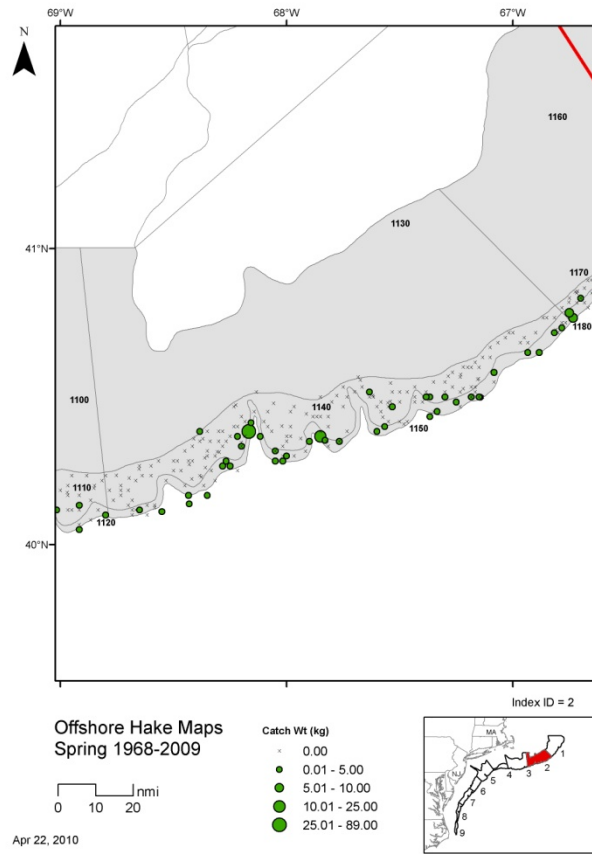 69°W
68°W
67°W
N
1160
1130
41°N
1170
1180
1100
1140
1150
1110
1120
40°N
Index ID = 2
Offshore Hake Maps
Spring 1968-2009
Catch Wt (kg)
0.00
0.01 - 5.00
5.01 - 10.00
10.01 - 25.00
25.01 - 89.00
nmi
0 10 20
Apr 22, 2010
MA
NJ
1
2
3
4
5
6
7
8
9